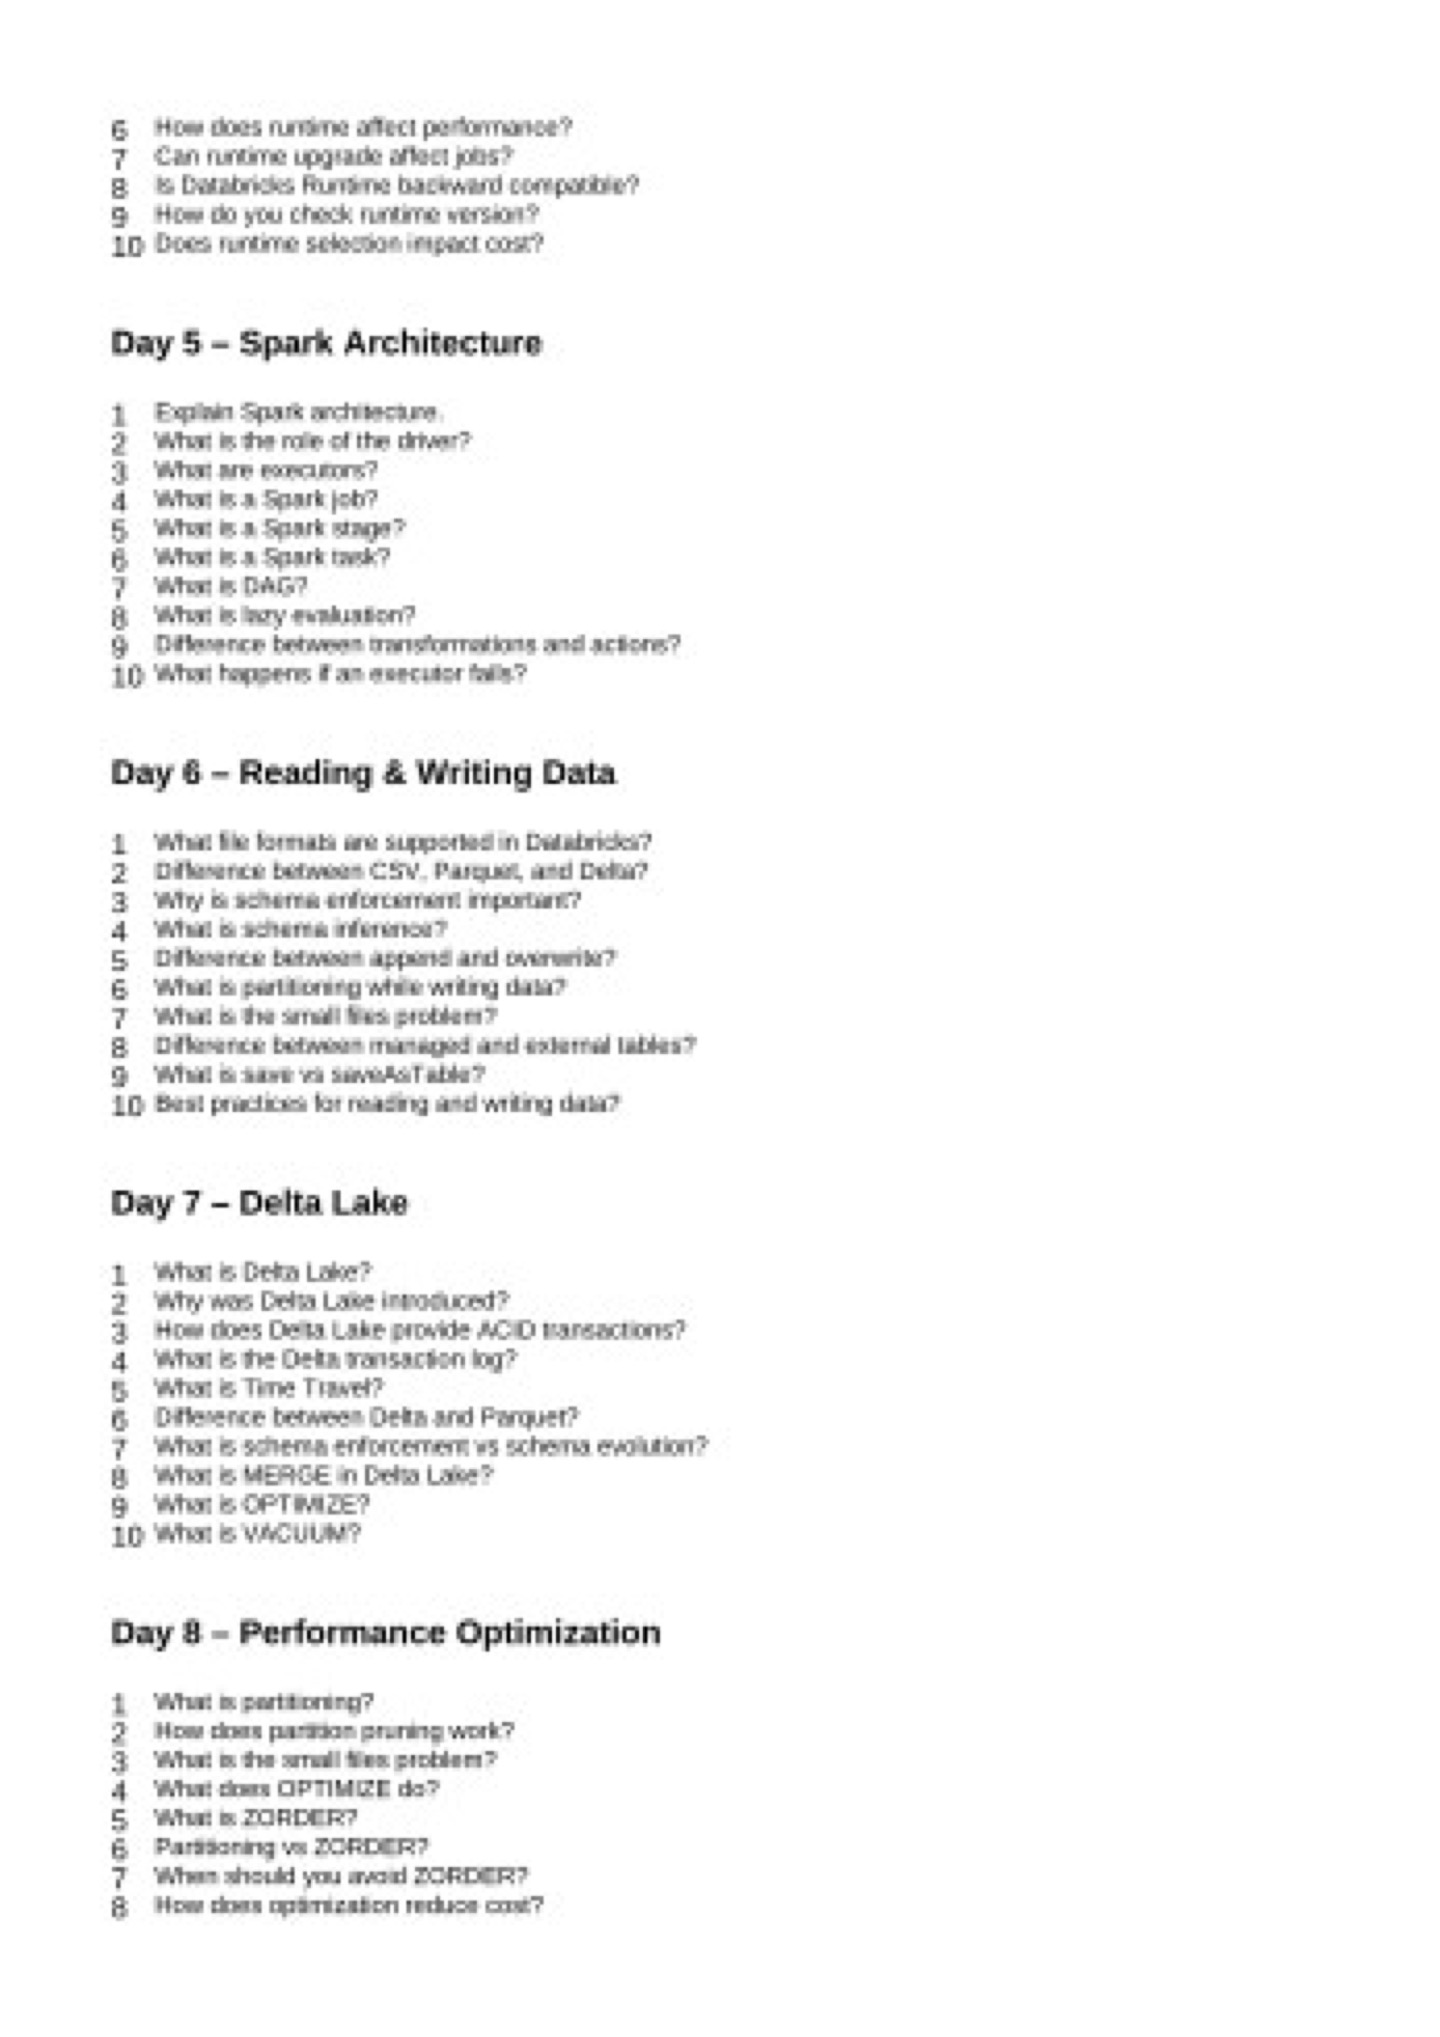 6 How does runtime affect performance?
7 Can runtime upgrade affect jobs?
8 Is Databricks Runtime backward compatible?
9 How do you check runtime version?
10 Does runtime selection impact cost?
Day 5 – Spark Architecture
1 Explain Spark architecture.
2 What is the role of the driver?
3 What are executors?
4 What is a Spark job?
5 What is a Spark stage?
6 What is a Spark task?
7 What is DAG?
8 What is lazy evaluation?
9 Difference between transformations and actions?
10 What happens if an executor fails?
Day 6 – Reading & Writing Data
1 What file formats are supported in Databricks?
2 Difference between CSV, Parquet, and Delta?
3 Why is schema enforcement important?
4 What is schema inference?
5 Difference between append and overwrite?
6 What is partitioning while writing data?
7 What is the small files problem?
8 Difference between managed and external tables?
9 What is save vs saveAsTable?
10 Best practices for reading and writing data?
Day 7 – Delta Lake
1 What is Delta Lake?
2 Why was Delta Lake introduced?
3 How does Delta Lake provide ACID transactions?
4 What is the Delta transaction log?
5 What is Time Travel?
6 Difference between Delta and Parquet?
7 What is schema enforcement vs schema evolution?
8 What is MERGE in Delta Lake?
9 What is OPTIMIZE?
10 What is VACUUM?
Day 8 – Performance Optimization
1 What is partitioning?
2 How does partition pruning work?
3 What is the small files problem?
4 What does OPTIMIZE do?
5 What is ZORDER?
6 Partitioning vs ZORDER?
7 When should you avoid ZORDER?
8 How does optimization reduce cost?